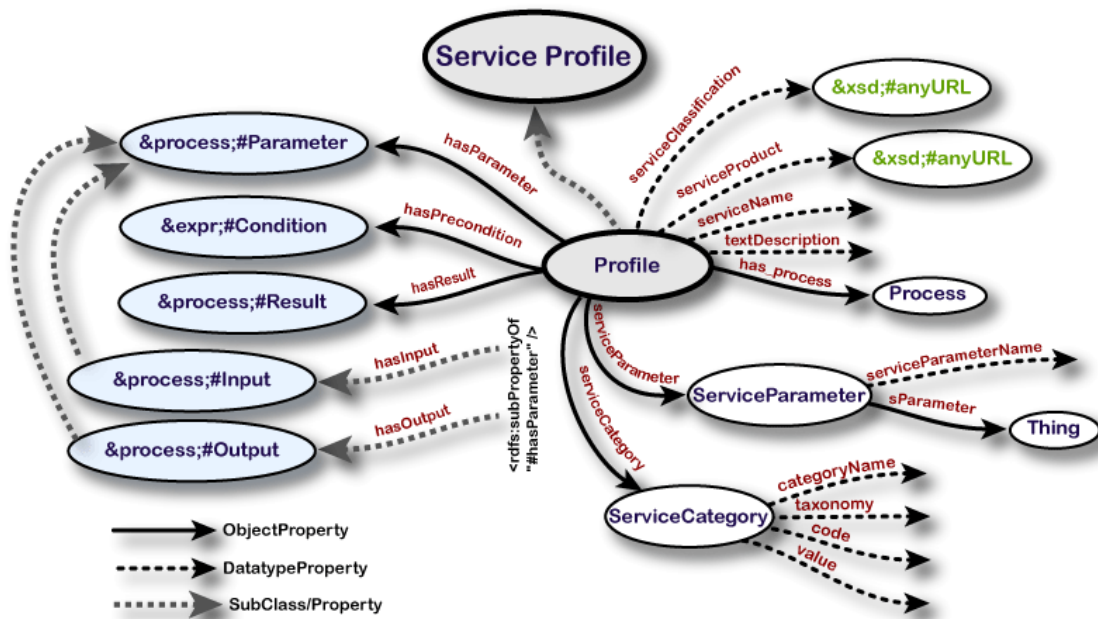 Service Profile
&xsd;#anyURL
serviceClassification
&process;#Parameter
hasParameter
serviceProduct
&xsd;#anyURL
serviceName
&expr;#Condition
hasPrecondition
textDescription
Profile
has_process
&process;#Result
hasResult
Process
serviceParameter
<rdfs:subPropertyOf
"#hasParameter" />
hasInput
&process;#Input
serviceCategory
serviceParameterName
ServiceParameter
sParameter
Thing
hasOutput
&process;#Output
categoryName
ServiceCategory
taxonomy
code
value
ObjectProperty
DatatypeProperty
SubClass/Property